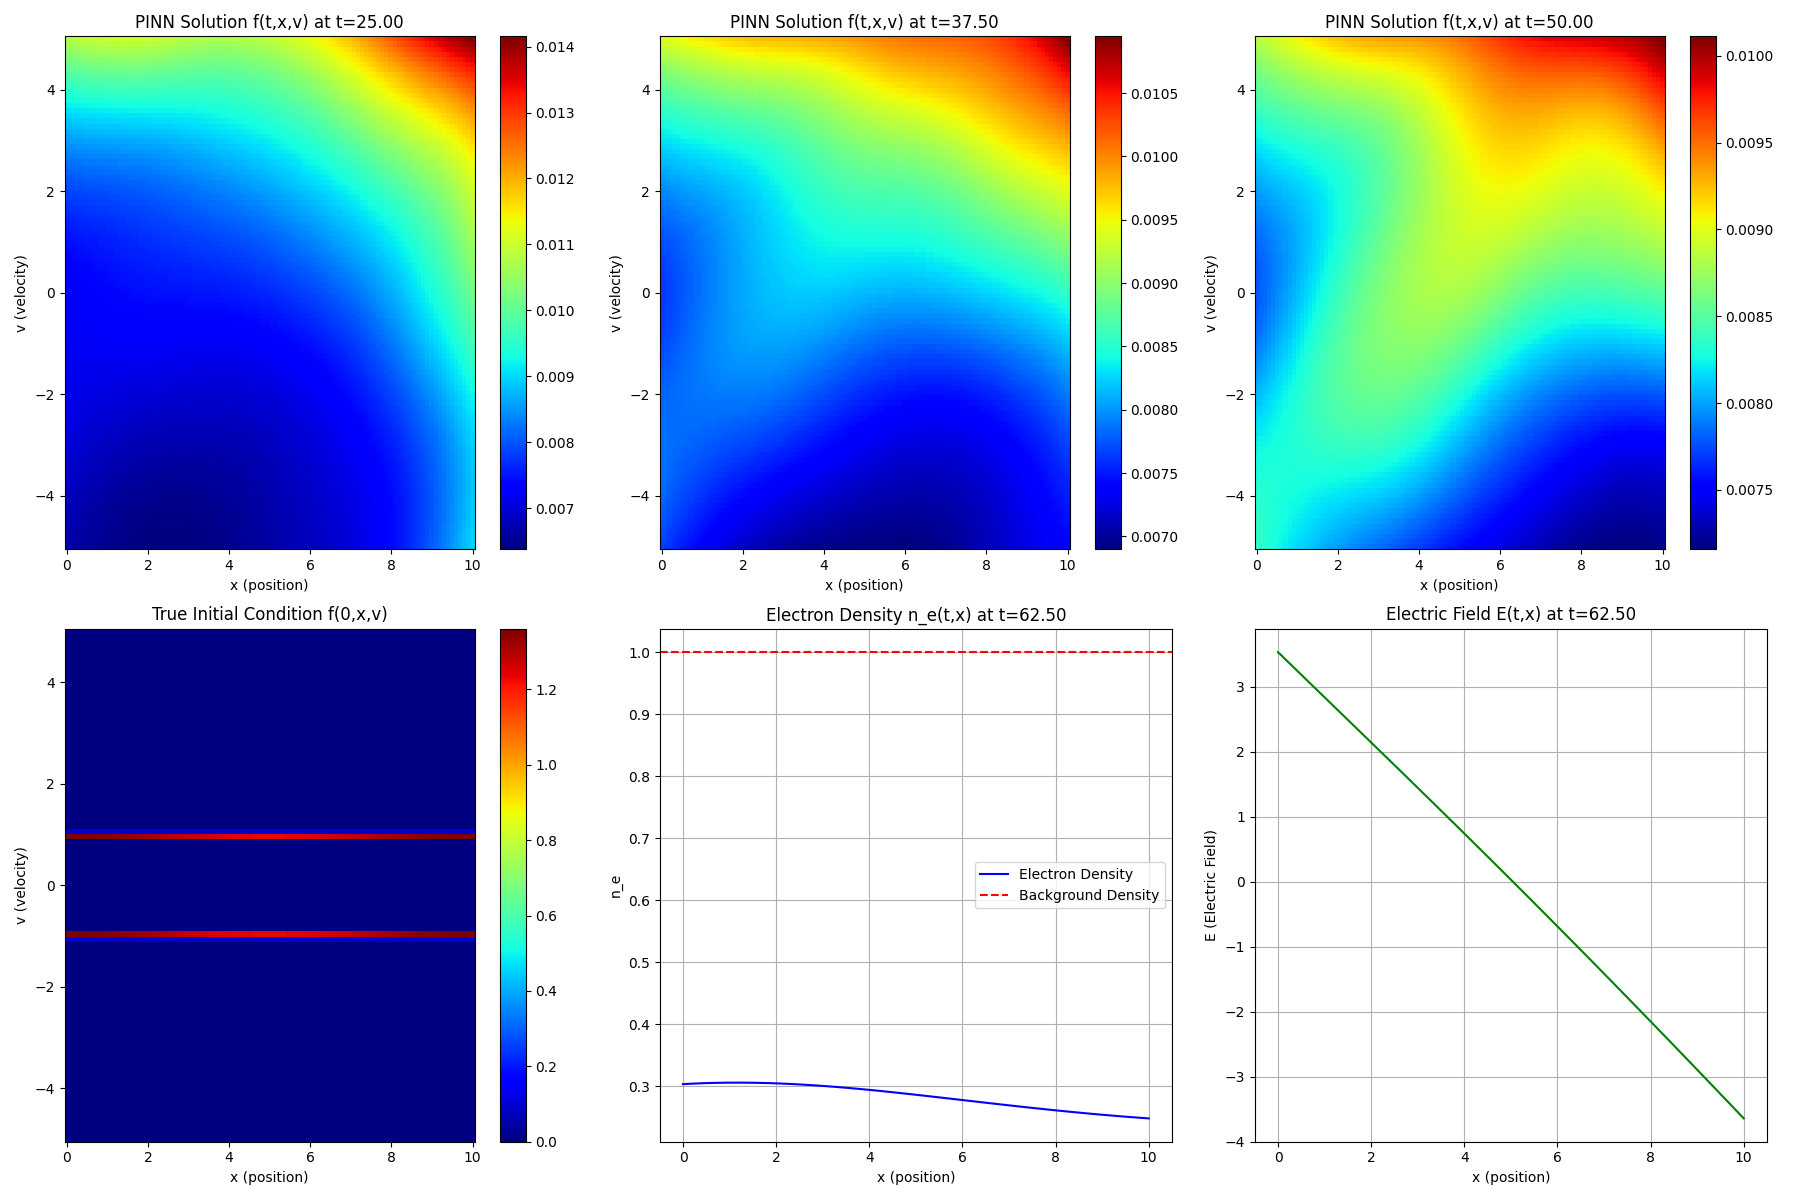 PINN Solution f(t,x,v) at t=25.00
4
2
0
−2
−4
v (velocity)
0 2 4 6 8 10
x (position)
0.014
0.013
0.012
0.011
0.010
0.009
0.008
0.007
PINN Solution f(t,x,v) at t=37.50
4
2
0
−2
−4
v (velocity)
0 2 4 6 8 10
x (position)
0.0105
0.0100
0.0095
0.0090
0.0085
0.0080
0.0075
0.0070
PINN Solution f(t,x,v) at t=50.00
4
2
0
−2
−4
v (velocity)
0 2 4 6 8 10
x (position)
0.0100
0.0095
0.0090
0.0085
0.0080
0.0075
True Initial Condition f(0,x,v)
4
2
0
−2
−4
v (velocity)
0 2 4 6 8 10
x (position)
1.2
1.0
0.8
0.6
0.4
0.2
0.0
Electron Density n_e(t,x) at t=62.50
1.0
0.9
0.8
0.7
0.6
0.5
0.4
0.3
n_e
Electron Density
Background Density
0 2 4 6 8 10
x (position)
Electric Field E(t,x) at t=62.50
3
2
1
0
−1
−2
−3
−4
E (Electric Field)
0 2 4 6 8 10
x (position)